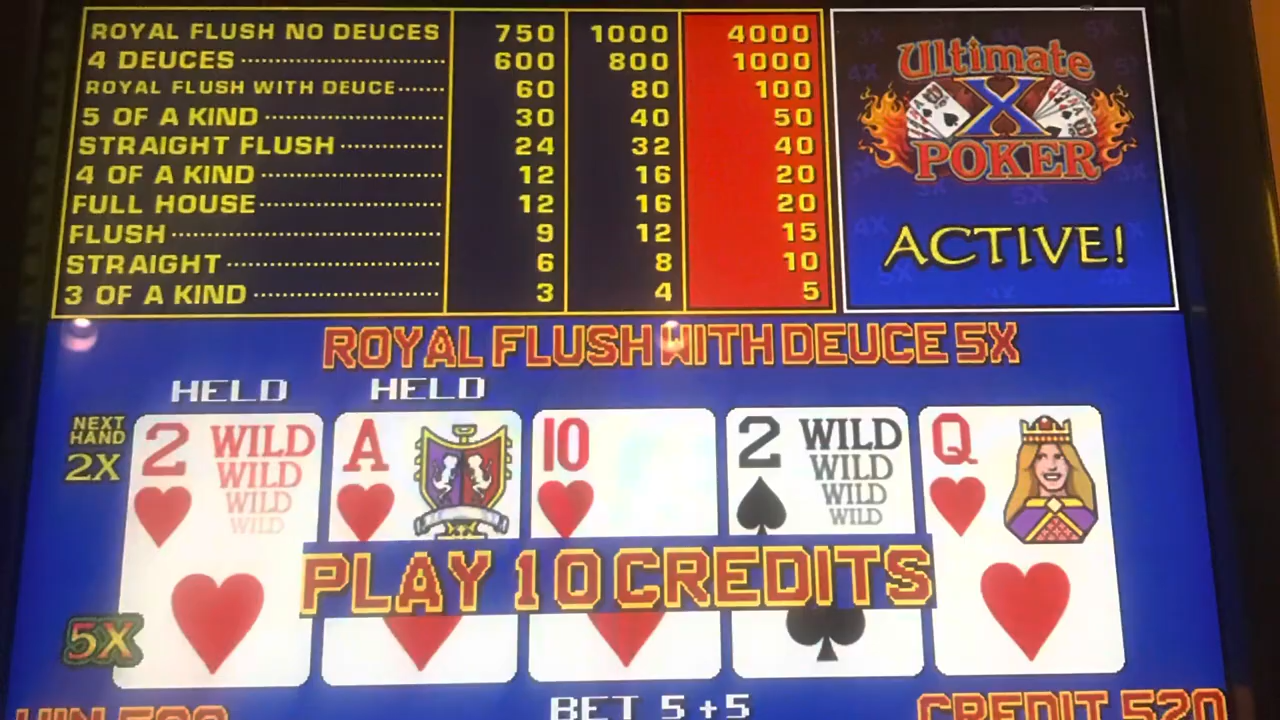 ROYAL FLUSH NO DEUCES 750 1000 4000
4 DEUCES 600 800 1000
ROYAL FLUSH WITH DEUCE 60 80 100
5 OF A KIND 30 40 50
STRAIGHT FLUSH 24 32 40
4 OF A KIND 12 16 20
FULL HOUSE 12 16 20
FLUSH 9 12 15
STRAIGHT 6 8 10
3 OF A KIND 3 4 5
Ultimate
X
POKER
ACTIVE!
ROYAL FLUSH WITH DEUCE 5X
HELD HELD
NEXT
HAND
2X
2 WILD
WILD
WILD
WILD
A
10
2 WILD
WILD
WILD
WILD
Q
PLAY 10 CREDITS
5X
BET 5+5
CREDIT 520